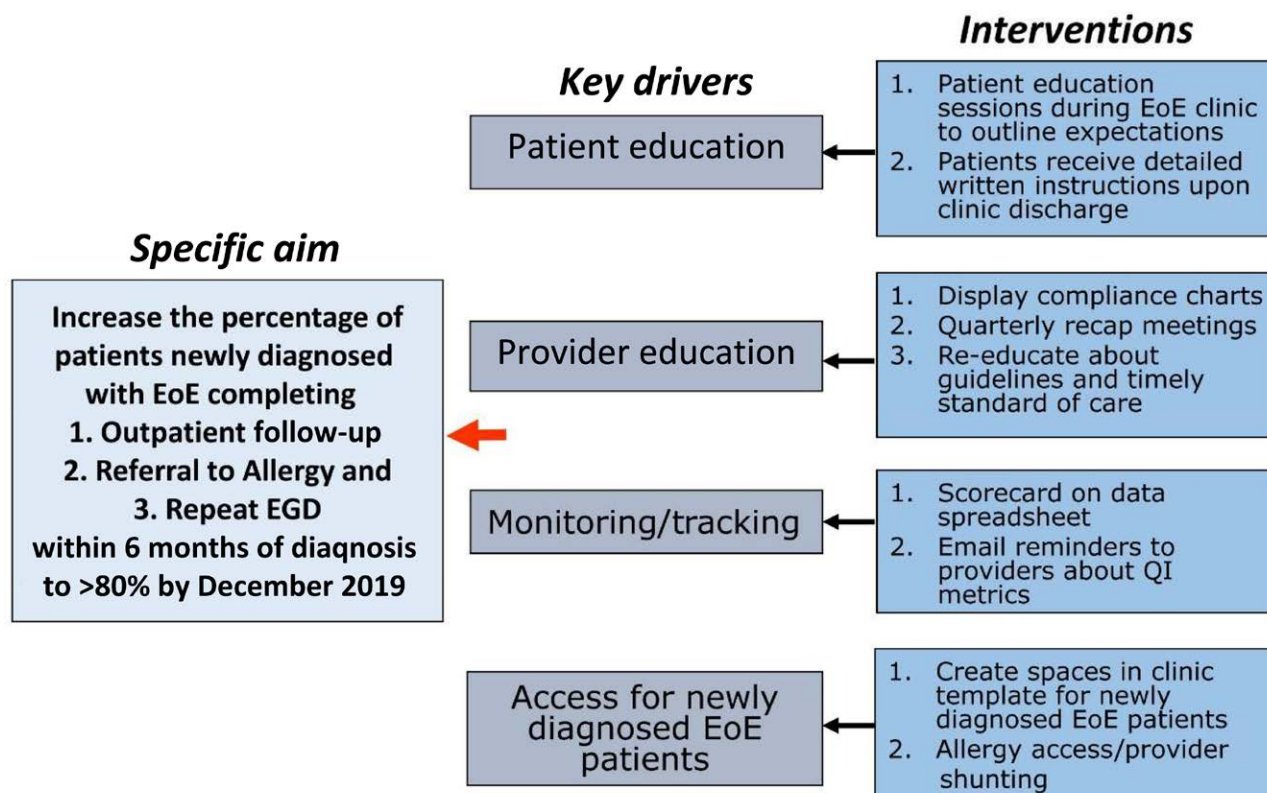 Interventions
Key drivers
Specific aim
Increase the percentage of
patients newly diagnosed
with EoE completing
1. Outpatient follow-up
2. Referral to Allergy and
3. Repeat EGD
within 6 months of diaqnosis
to >80% by December 2019
Patient education
1. Patient education
sessions during EoE clinic
to outline expectations
2. Patients receive detailed
written instructions upon
clinic discharge
Provider education
1. Display compliance charts
2. Quarterly recap meetings
3. Re-educate about
guidelines and timely
standard of care
Monitoring/tracking
1. Scorecard on data
spreadsheet
2. Email reminders to
providers about QI
metrics
Access for newly
diagnosed EoE
patients
1. Create spaces in clinic
template for newly
diagnosed EoE patients
2. Allergy access/provider
shunting